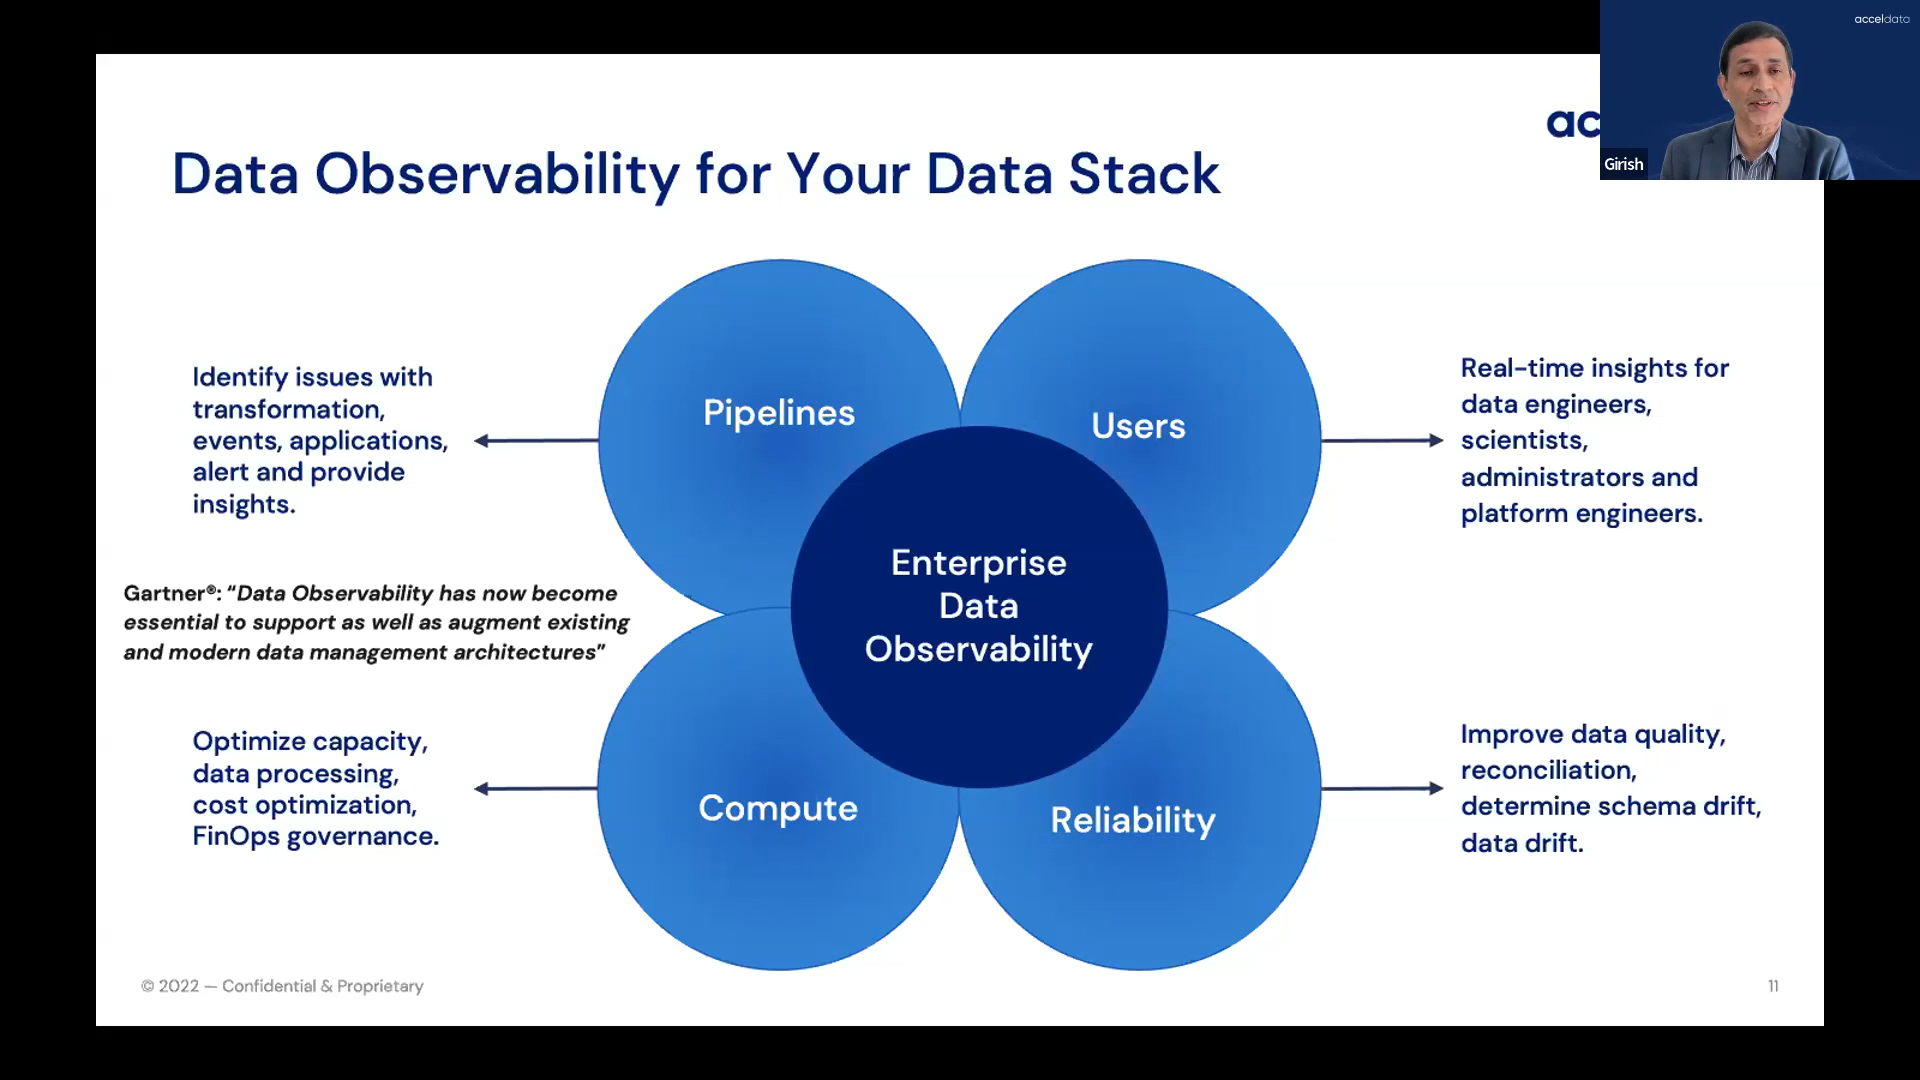 acceldata
ac
Girish
Data Observability for Your Data Stack
Pipelines
Users
Identify issues with
transformation,
events, applications,
alert and provide
insights.
Real-time insights for
data engineers,
scientists,
administrators and
platform engineers.
Enterprise
Data
Observability
Gartner®: “Data Observability has now become
essential to support as well as augment existing
and modern data management architectures”
Optimize capacity,
data processing,
cost optimization,
FinOps governance.
Compute
Reliability
Improve data quality,
reconciliation,
determine schema drift,
data drift.
© 2022 — Confidential & Proprietary
11